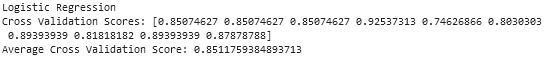 Logistic Regression
Cross Validation Scores: [0.85074627 0.85074627 0.85074627 0.92537313 0.74626866 0.8030303
0.89393939 0.81818182 0.89393939 0.87878788]
Average Cross Validation Score: 0.8511759384893713